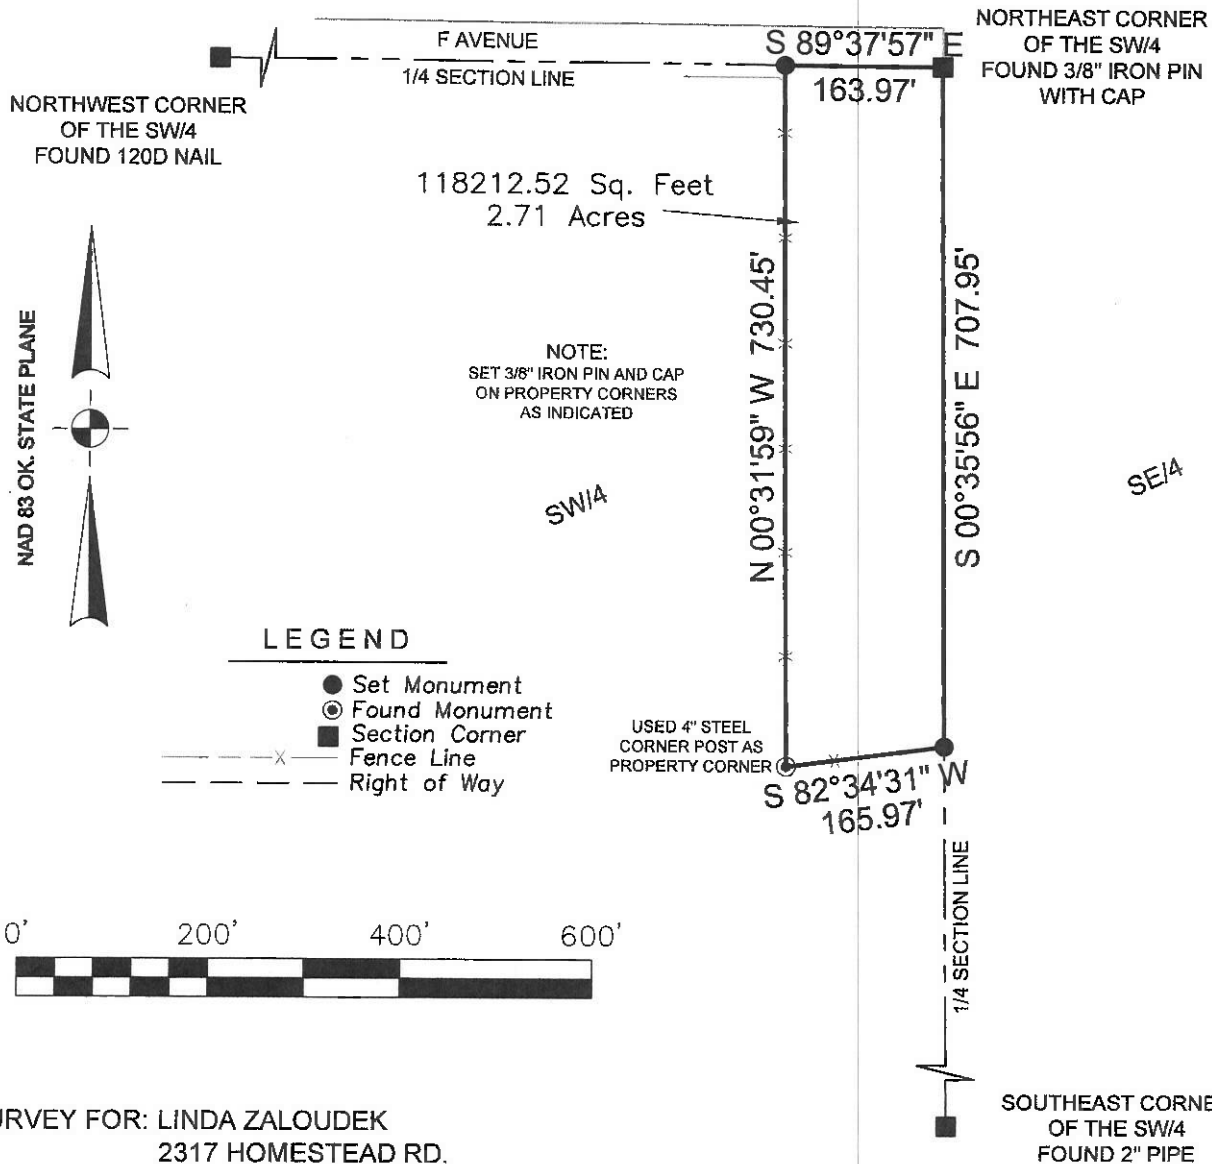 F AVENUE
1/4 SECTION LINE
S 89°37'57" E
163.97'
NORTHEAST CORNER
OF THE SW/4
FOUND 3/8" IRON PIN
WITH CAP
NORTHWEST CORNER
OF THE SW/4
FOUND 120D NAIL
118212.52 Sq. Feet
2.71 Acres
N 00°31'59" W 730.45'
S 00°35'56" E 707.95'
NAD 83 OK. STATE PLANE
NOTE:
SET 3/8" IRON PIN AND CAP
ON PROPERTY CORNERS
AS INDICATED
SW/4
SE/4
LEGEND
Set Monument
Found Monument
Section Corner
X Fence Line
Right of Way
USED 4" STEEL
CORNER POST AS
PROPERTY CORNER
S 82°34'31" W
165.97'
1/4 SECTION LINE
0' 200' 400' 600'
URVEY FOR: LINDA ZALOUDEK
2317 HOMESTEAD RD.
SOUTHEAST CORNE
OF THE SW/4
FOUND 2" PIPE